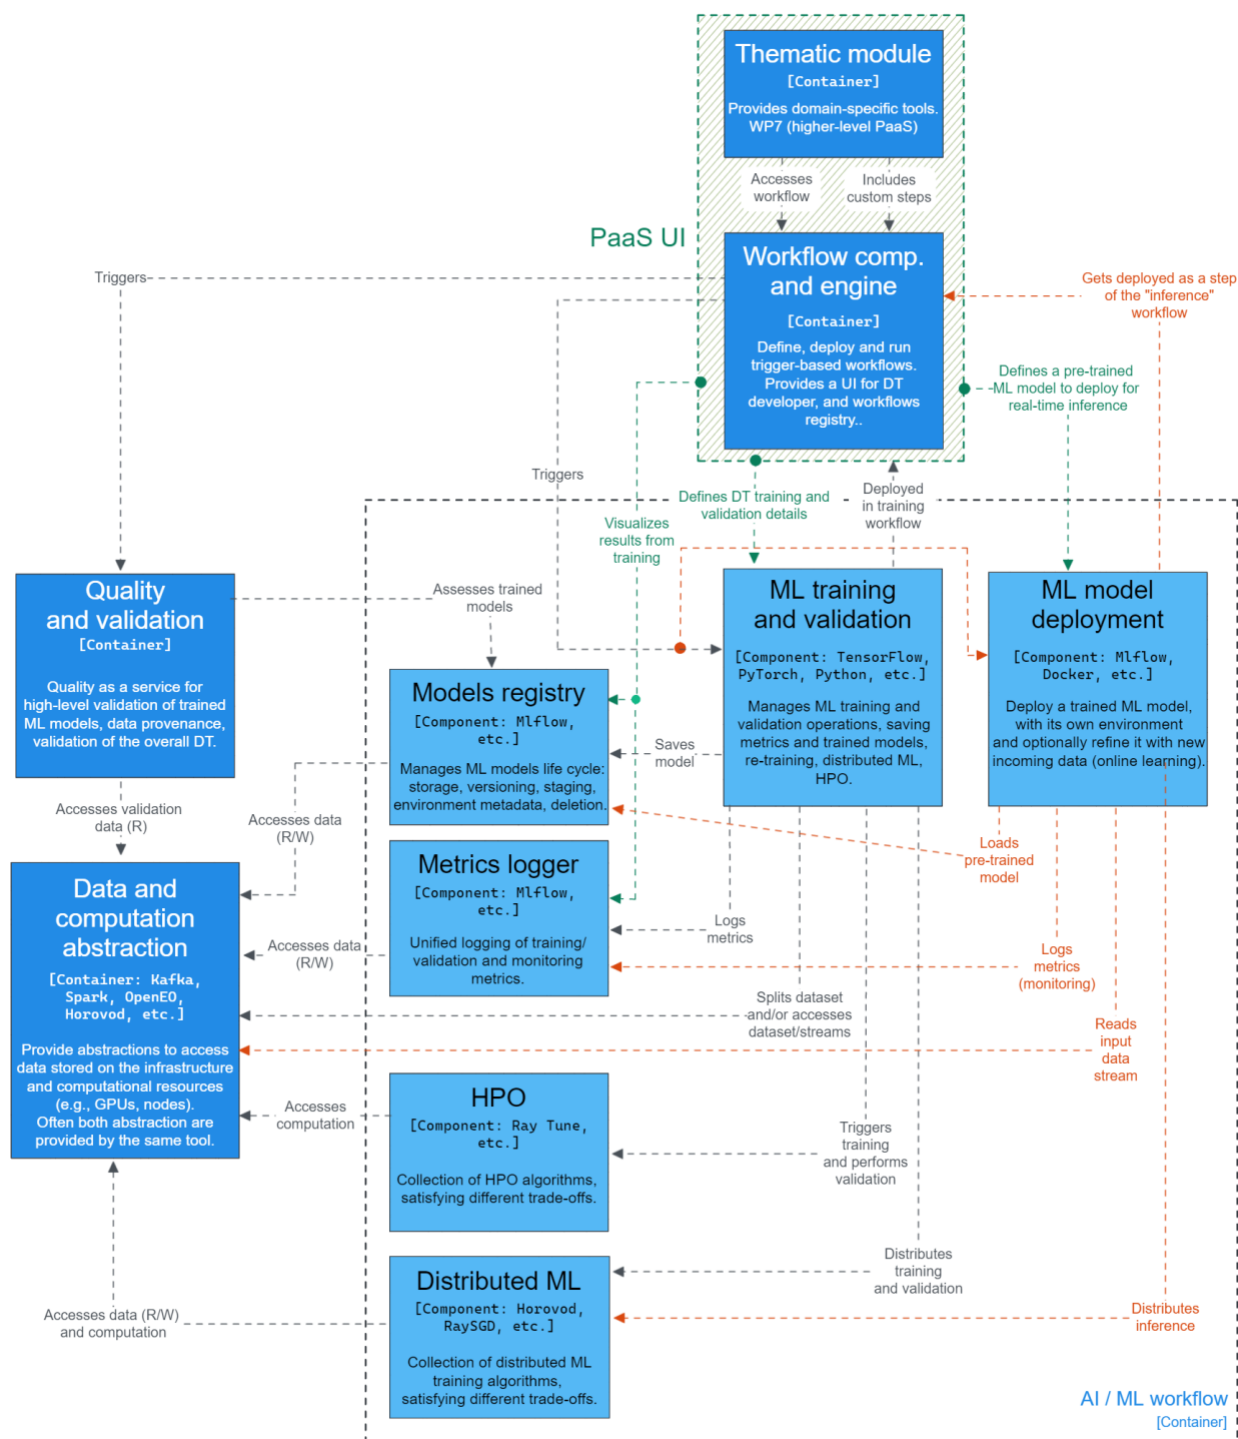 Thematic module
[Container]
Provides domain-specific tools.
WP7 (higher-level PaaS)
Accesses
workflow
Includes
custom steps
PaaS UI
Workflow comp.
and engine
[Container]
Define, deploy and run
trigger-based workflows.
Provides a UI for DT
developer, and workflows
registry..
Triggers
Gets deployed as a step
of the "inference"
workflow
Defines a pre-trained
ML model to deploy for
real-time inference
Triggers
Defines DT training and
validation details
Deployed
in training
workflow
Visualizes
results from
training
Quality
and validation
[Container]
Quality as a service for
high-level validation of trained
ML models, data provenance,
validation of the overall DT.
Assesses trained
models
ML training
and validation
[Component: TensorFlow,
PyTorch, Python, etc.]
Manages ML training and
validation operations, saving
metrics and trained models,
re-training, distributed ML,
HPO.
ML model
deployment
[Component: Mlflow,
Docker, etc.]
Deploy a trained ML model,
with its own environment
and optionally refine it with new
incoming data (online learning).
Models registry
[Component: Mlflow,
etc.]
Manages ML models life cycle:
storage, versioning, staging,
environment metadata, deletion.
Saves
model
Accesses validation
data (R)
Accesses data
(R/W)
Loads
pre-trained
model
Metrics logger
[Component: Mlflow,
etc.]
Unified logging of training/
validation and monitoring
metrics.
Logs
metrics
Logs
metrics
(monitoring)
Data and
computation
abstraction
[Container: Kafka,
Spark, OpenEO,
Horovod, etc.]
Provide abstractions to access
data stored on the infrastructure
and computational resources
(e.g., GPUs, nodes).
Often both abstraction are
provided by the same tool.
Accesses data
(R/W)
Splits dataset
and/or accesses
dataset/streams
Reads
input
data
stream
Accesses
computation
HPO
[Component: Ray Tune,
etc.]
Collection of HPO algorithms,
satisfying different trade-offs.
Triggers
training
and performs
validation
Distributes
training
and validation
Distributed ML
[Component: Horovod,
RaySGD, etc.]
Collection of distributed ML
training algorithms,
satisfying different trade-offs.
Accesses data (R/W)
and computation
Distributes
inference
AI / ML workflow
[Container]